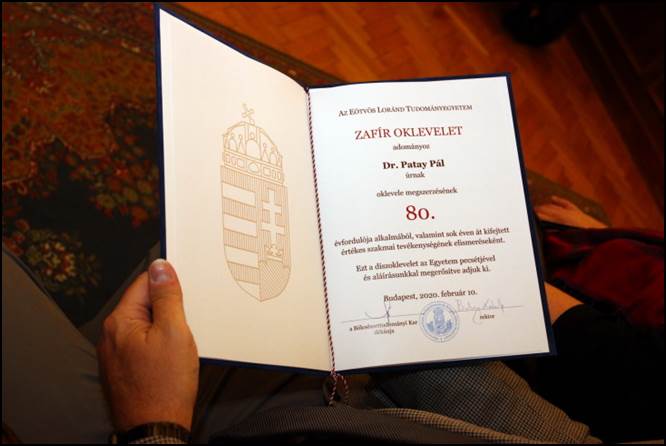 AZ EÖTVÖS LORÁND TUDOMÁNYEGYETEM
ZAFÍR OKLEVELET
adományoz
Dr. Patay Pál
úrnak
oklevele megszerzésének
80.
évfordulója alkalmából, valamint sok éven át kifejtett
értékes szakmai tevékenységének elismeréseként.
Ezt a díszoklevelet az Egyetem pecsétjével
és aláírásunkkal megerősítve adjuk ki.
Budapest, 2020. február 10.
a Bölcsészettudományi Kar
dékánja
rektor